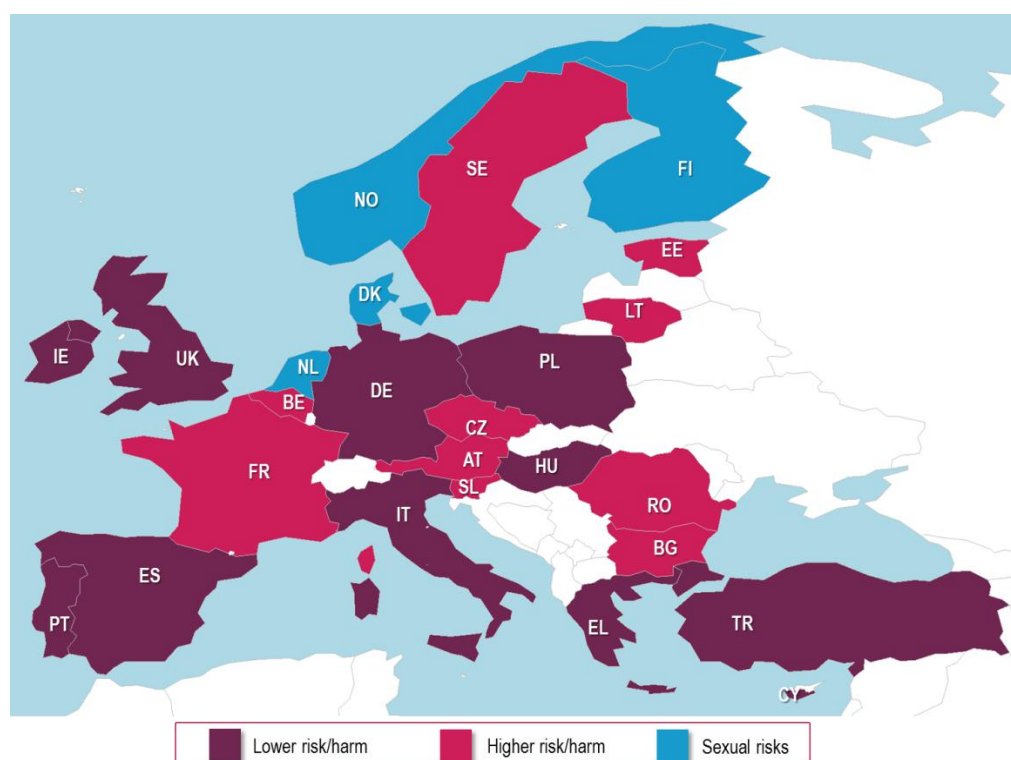 SE
FI
NO
EE
DK
LT
IE
UK
NL
PL
DE
BE
CZ
AT
HU
FR
SL
RO
IT
BG
ES
PT
EL
TR
CY
Lower risk/harm
Higher risk/harm
Sexual risks